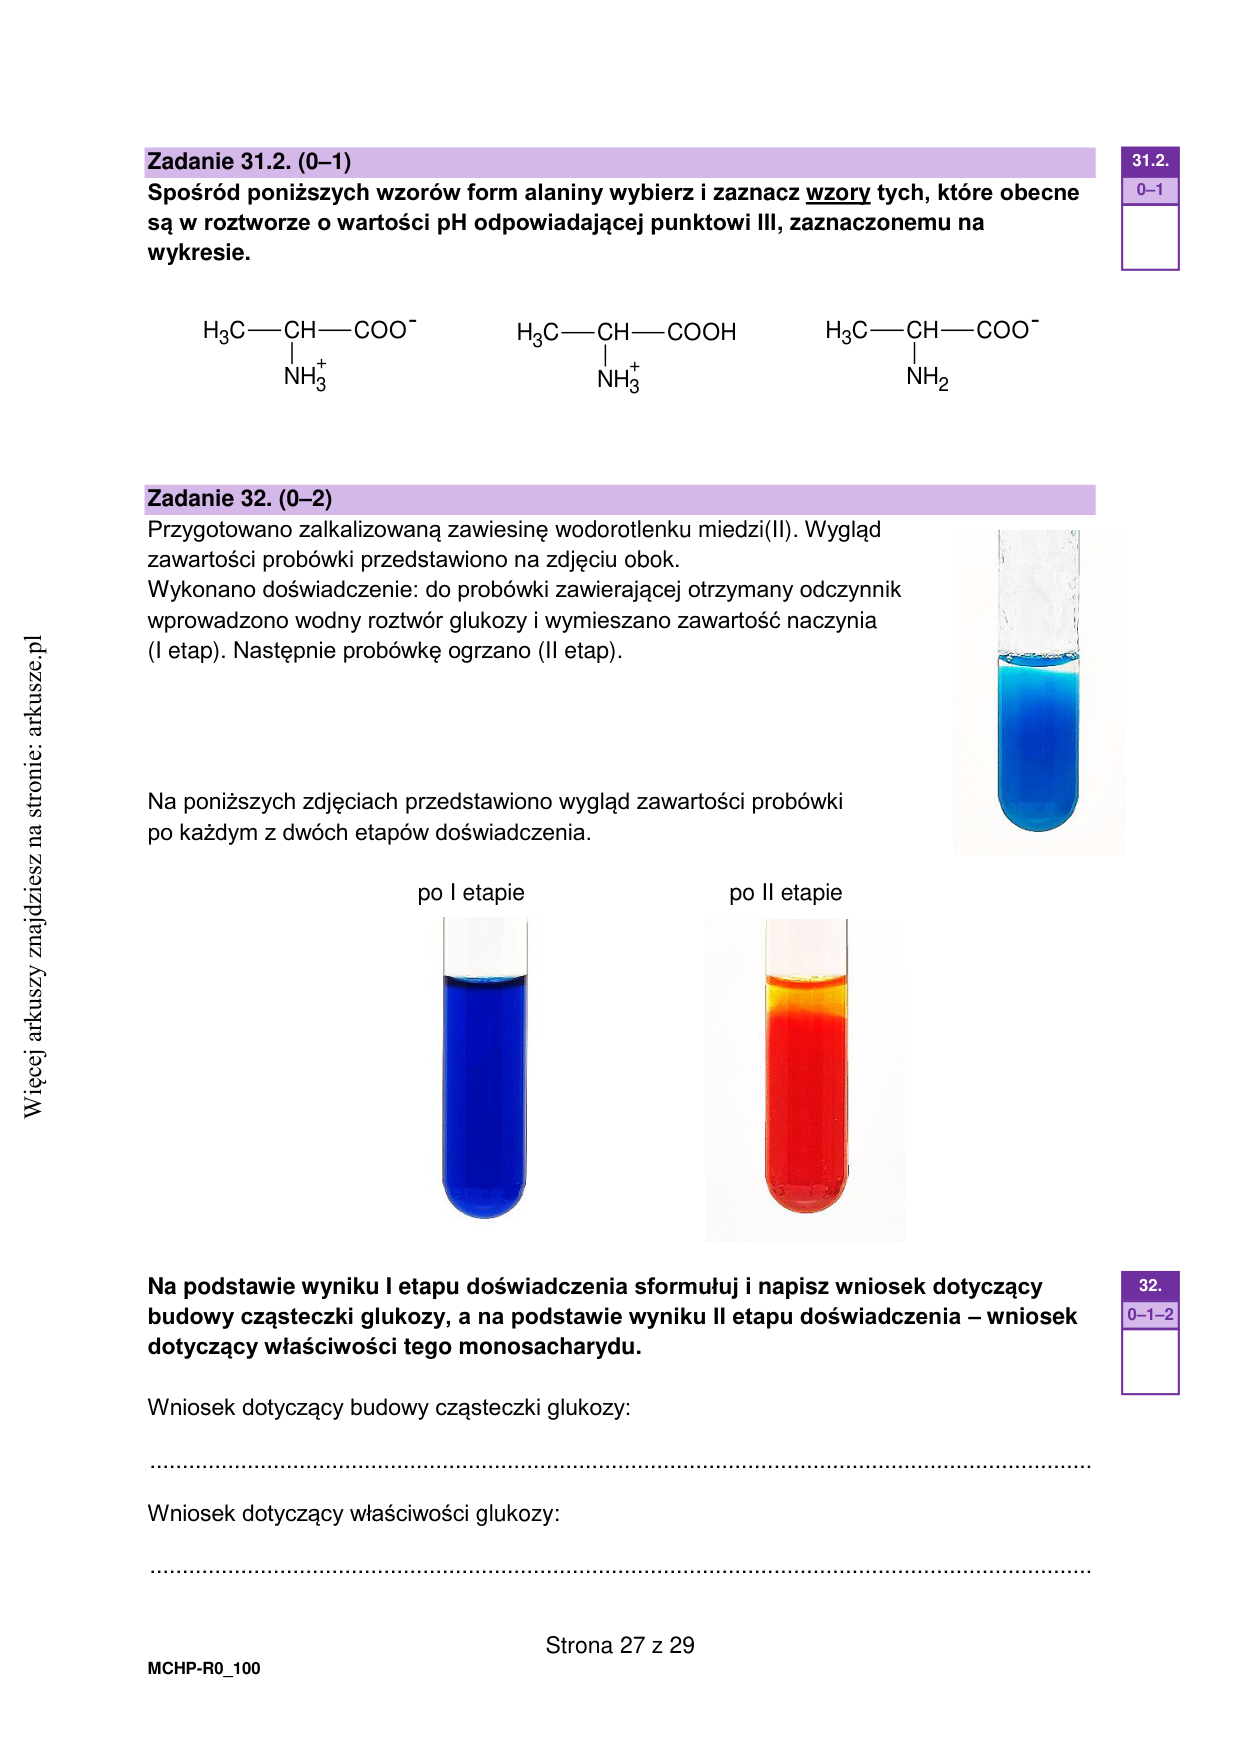 Zadanie 31.2. (0–1)
31.2.
0–1
Spośród poniższych wzorów form alaniny wybierz i zaznacz wzory tych, które obecne
są w roztworze o wartości pH odpowiadającej punktowi III, zaznaczonemu na
wykresie.
H3C—CH—COO-
NH3+
H3C—CH—COOH
NH3+
H3C—CH—COO-
NH2
Zadanie 32. (0–2)
Przygotowano zalkalizowaną zawiesinę wodorotlenku miedzi(II). Wygląd
zawartości probówki przedstawiono na zdjęciu obok.
Wykonano doświadczenie: do probówki zawierającej otrzymany odczynnik
wprowadzono wodny roztwór glukozy i wymieszano zawartość naczynia
(I etap). Następnie probówkę ogrzano (II etap).
Na poniższych zdjęciach przedstawiono wygląd zawartości probówki
po każdym z dwóch etapów doświadczenia.
po I etapie
po II etapie
Na podstawie wyniku I etapu doświadczenia sformułuj i napisz wniosek dotyczący
budowy cząsteczki glukozy, a na podstawie wyniku II etapu doświadczenia – wniosek
dotyczący właściwości tego monosacharydu.
32.
0–1–2
Wniosek dotyczący budowy cząsteczki glukozy:
Wniosek dotyczący właściwości glukozy:
Strona 27 z 29
MCHP-R0_100
Więcej arkuszy znajdziesz na stronie: arkusze.pl